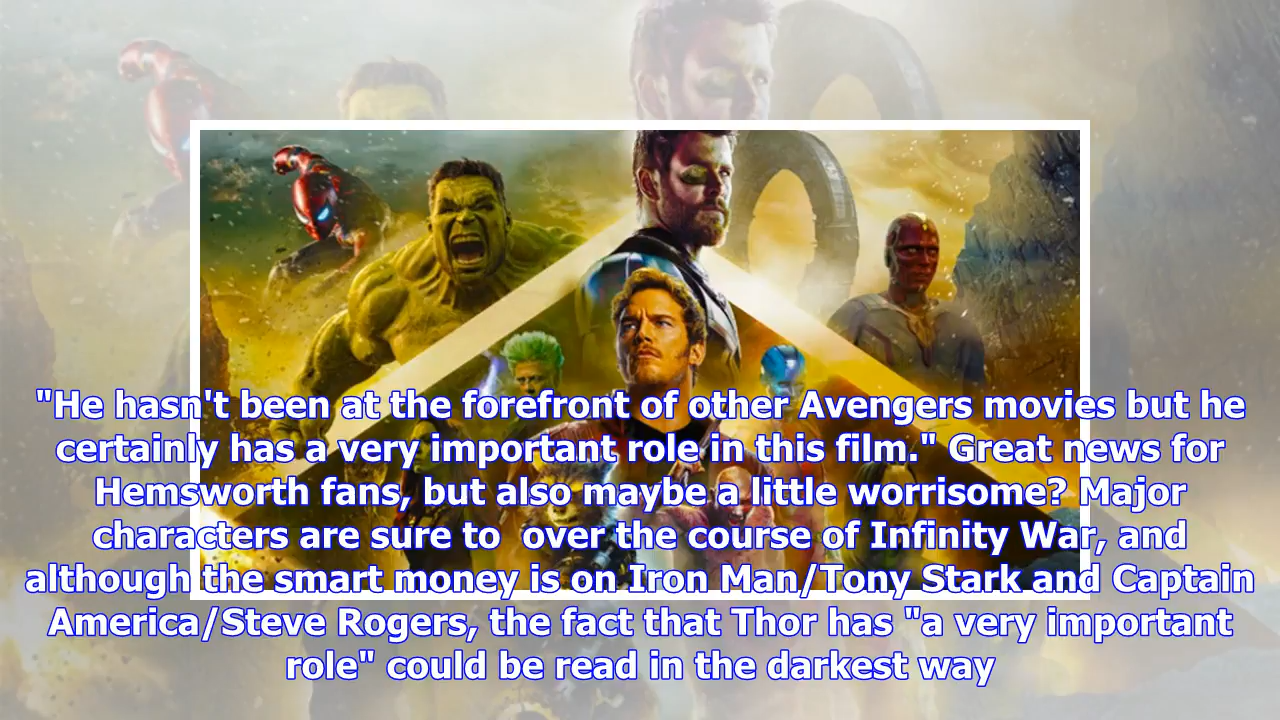 "He hasn't been at the forefront of other Avengers movies but he
certainly has a very important role in this film." Great news for
Hemsworth fans, but also maybe a little worrisome? Major
characters are sure to  over the course of Infinity War, and
although the smart money is on Iron Man/Tony Stark and Captain
America/Steve Rogers, the fact that Thor has "a very important
role" could be read in the darkest way